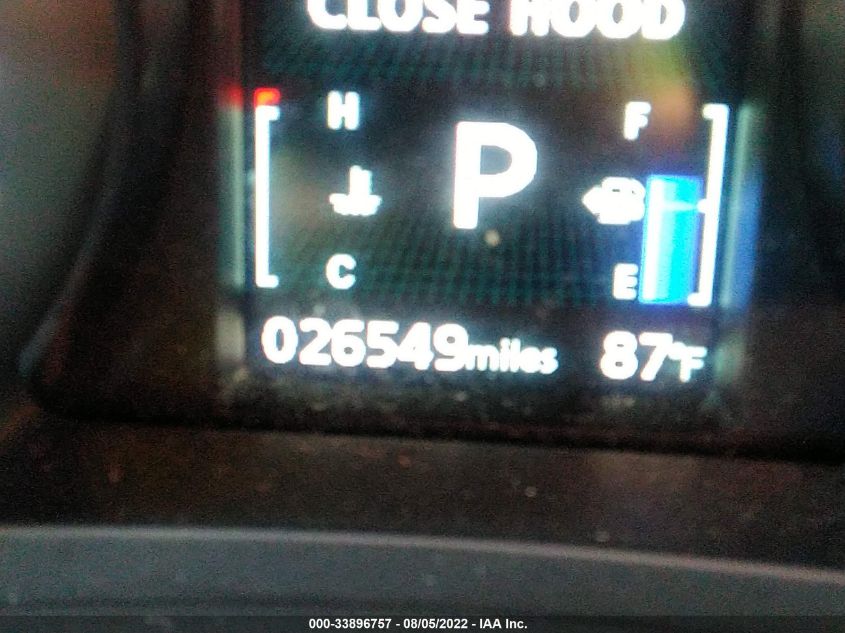 CLOSE HOOD
H F
P
C E
026549miles 87°F
000-33896757 - 08/05/2022 - IAA Inc.